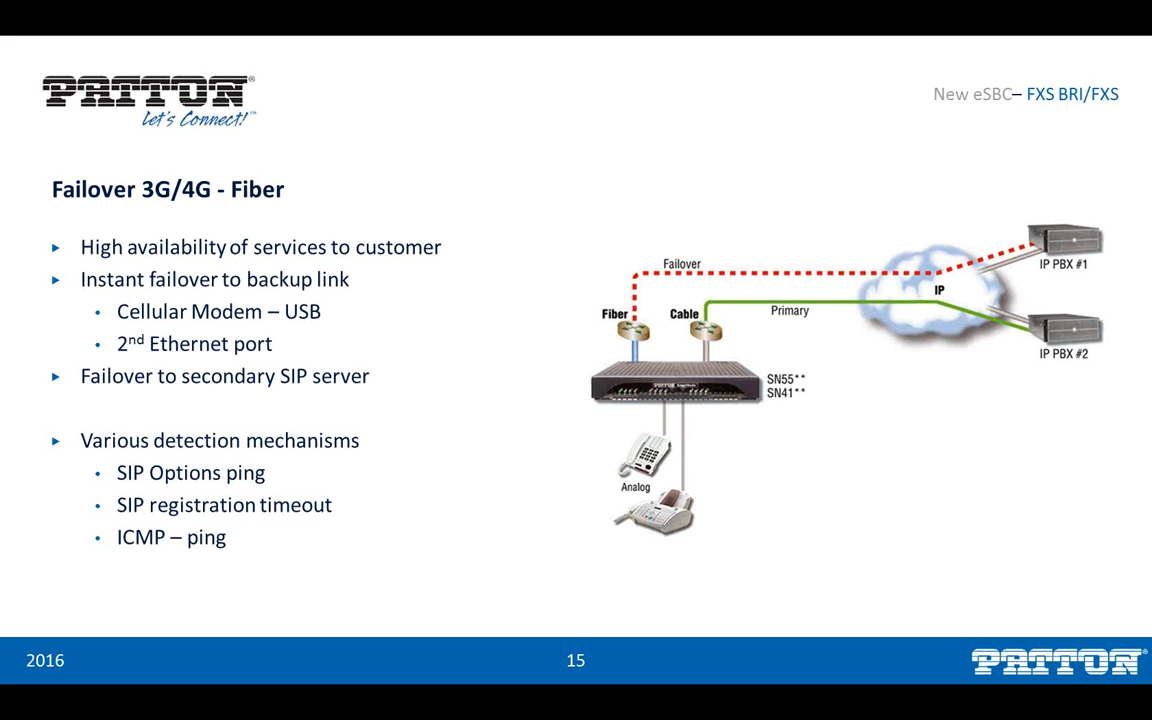 PATTON®
Let's Connect!™
New eSBC– FXS BRI/FXS
Failover 3G/4G - Fiber
▸ High availability of services to customer
▸ Instant failover to backup link
• Cellular Modem – USB
• 2nd Ethernet port
▸ Failover to secondary SIP server
▸ Various detection mechanisms
• SIP Options ping
• SIP registration timeout
• ICMP – ping
Failover
IP PBX #1
IP
Fiber
Cable
Primary
IP PBX #2
SN55**
SN41**
PATTON
Analog
2016
15
PATTON®